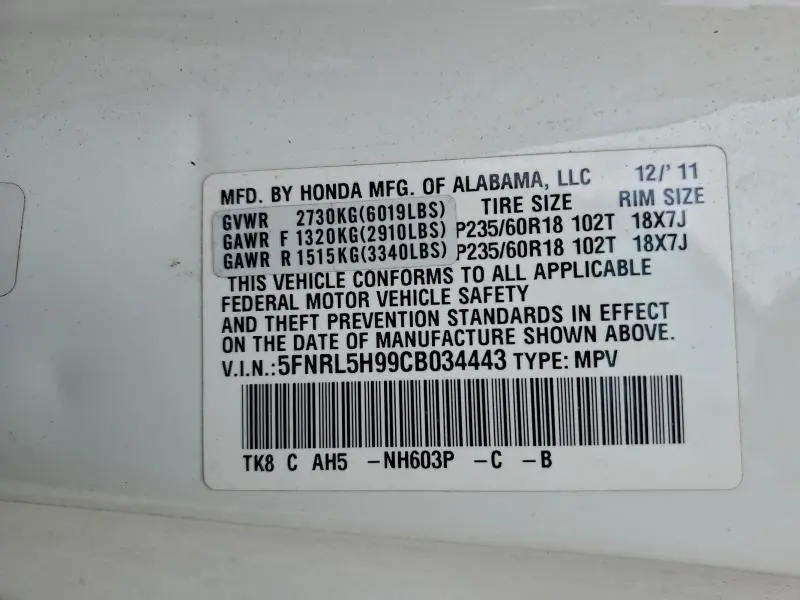 MFD. BY HONDA MFG. OF ALABAMA, LLC 12/'11
GVWR 2730KG(6019LBS) TIRE SIZE RIM SIZE
GAWR F 1320KG(2910LBS) P235/60R18 102T 18X7J
GAWR R 1515KG(3340LBS) P235/60R18 102T 18X7J
THIS VEHICLE CONFORMS TO ALL APPLICABLE
FEDERAL MOTOR VEHICLE SAFETY
AND THEFT PREVENTION STANDARDS IN EFFECT
ON THE DATE OF MANUFACTURE SHOWN ABOVE.
V.I.N.:5FNRL5H99CB034443 TYPE: MPV
TK8 C AH5 -NH603P -C -B